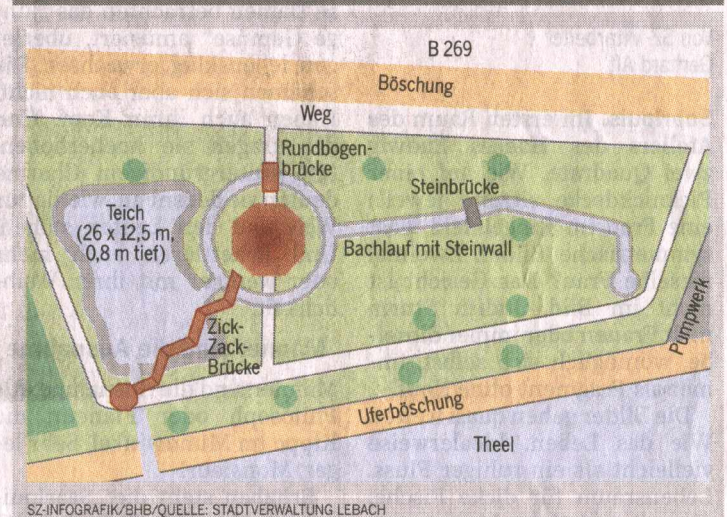 B 269
Böschung
Weg
Rundbogen-
brücke
Steinbrücke
Teich
(26 x 12,5 m,
0,8 m tief)
Bachlauf mit Steinwall
Zick-
Zack-
Brücke
Pumpwerk
Uferböschung
Theel
SZ-INFOGRAFIK/BHB/QUELLE: STADTVERWALTUNG LEBACH